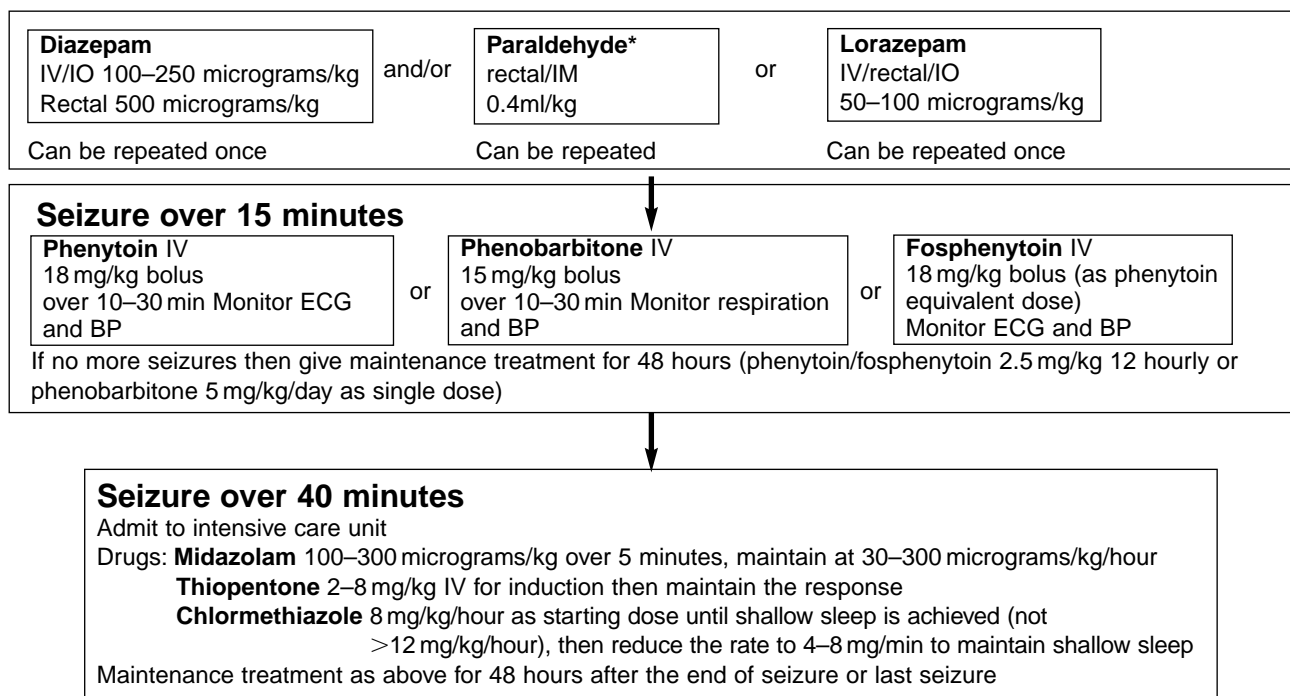 Diazepam
IV/IO 100–250 micrograms/kg
Rectal 500 micrograms/kg
and/or
Paraldehyde*
rectal/IM
0.4ml/kg
or
Lorazepam
IV/rectal/IO
50–100 micrograms/kg
Can be repeated once
Can be repeated
Can be repeated once
Seizure over 15 minutes
Phenytoin IV
18 mg/kg bolus
over 10–30 min Monitor ECG
and BP
or
Phenobarbitone IV
15 mg/kg bolus
over 10–30 min Monitor respiration
and BP
or
Fosphenytoin IV
18 mg/kg bolus (as phenytoin
equivalent dose)
Monitor ECG and BP
If no more seizures then give maintenance treatment for 48 hours (phenytoin/fosphenytoin 2.5 mg/kg 12 hourly or
phenobarbitone 5 mg/kg/day as single dose)
Seizure over 40 minutes
Admit to intensive care unit
Drugs: Midazolam 100–300 micrograms/kg over 5 minutes, maintain at 30–300 micrograms/kg/hour
Thiopentone 2–8 mg/kg IV for induction then maintain the response
Chlormethiazole 8 mg/kg/hour as starting dose until shallow sleep is achieved (not
>12 mg/kg/hour), then reduce the rate to 4–8 mg/min to maintain shallow sleep
Maintenance treatment as above for 48 hours after the end of seizure or last seizure